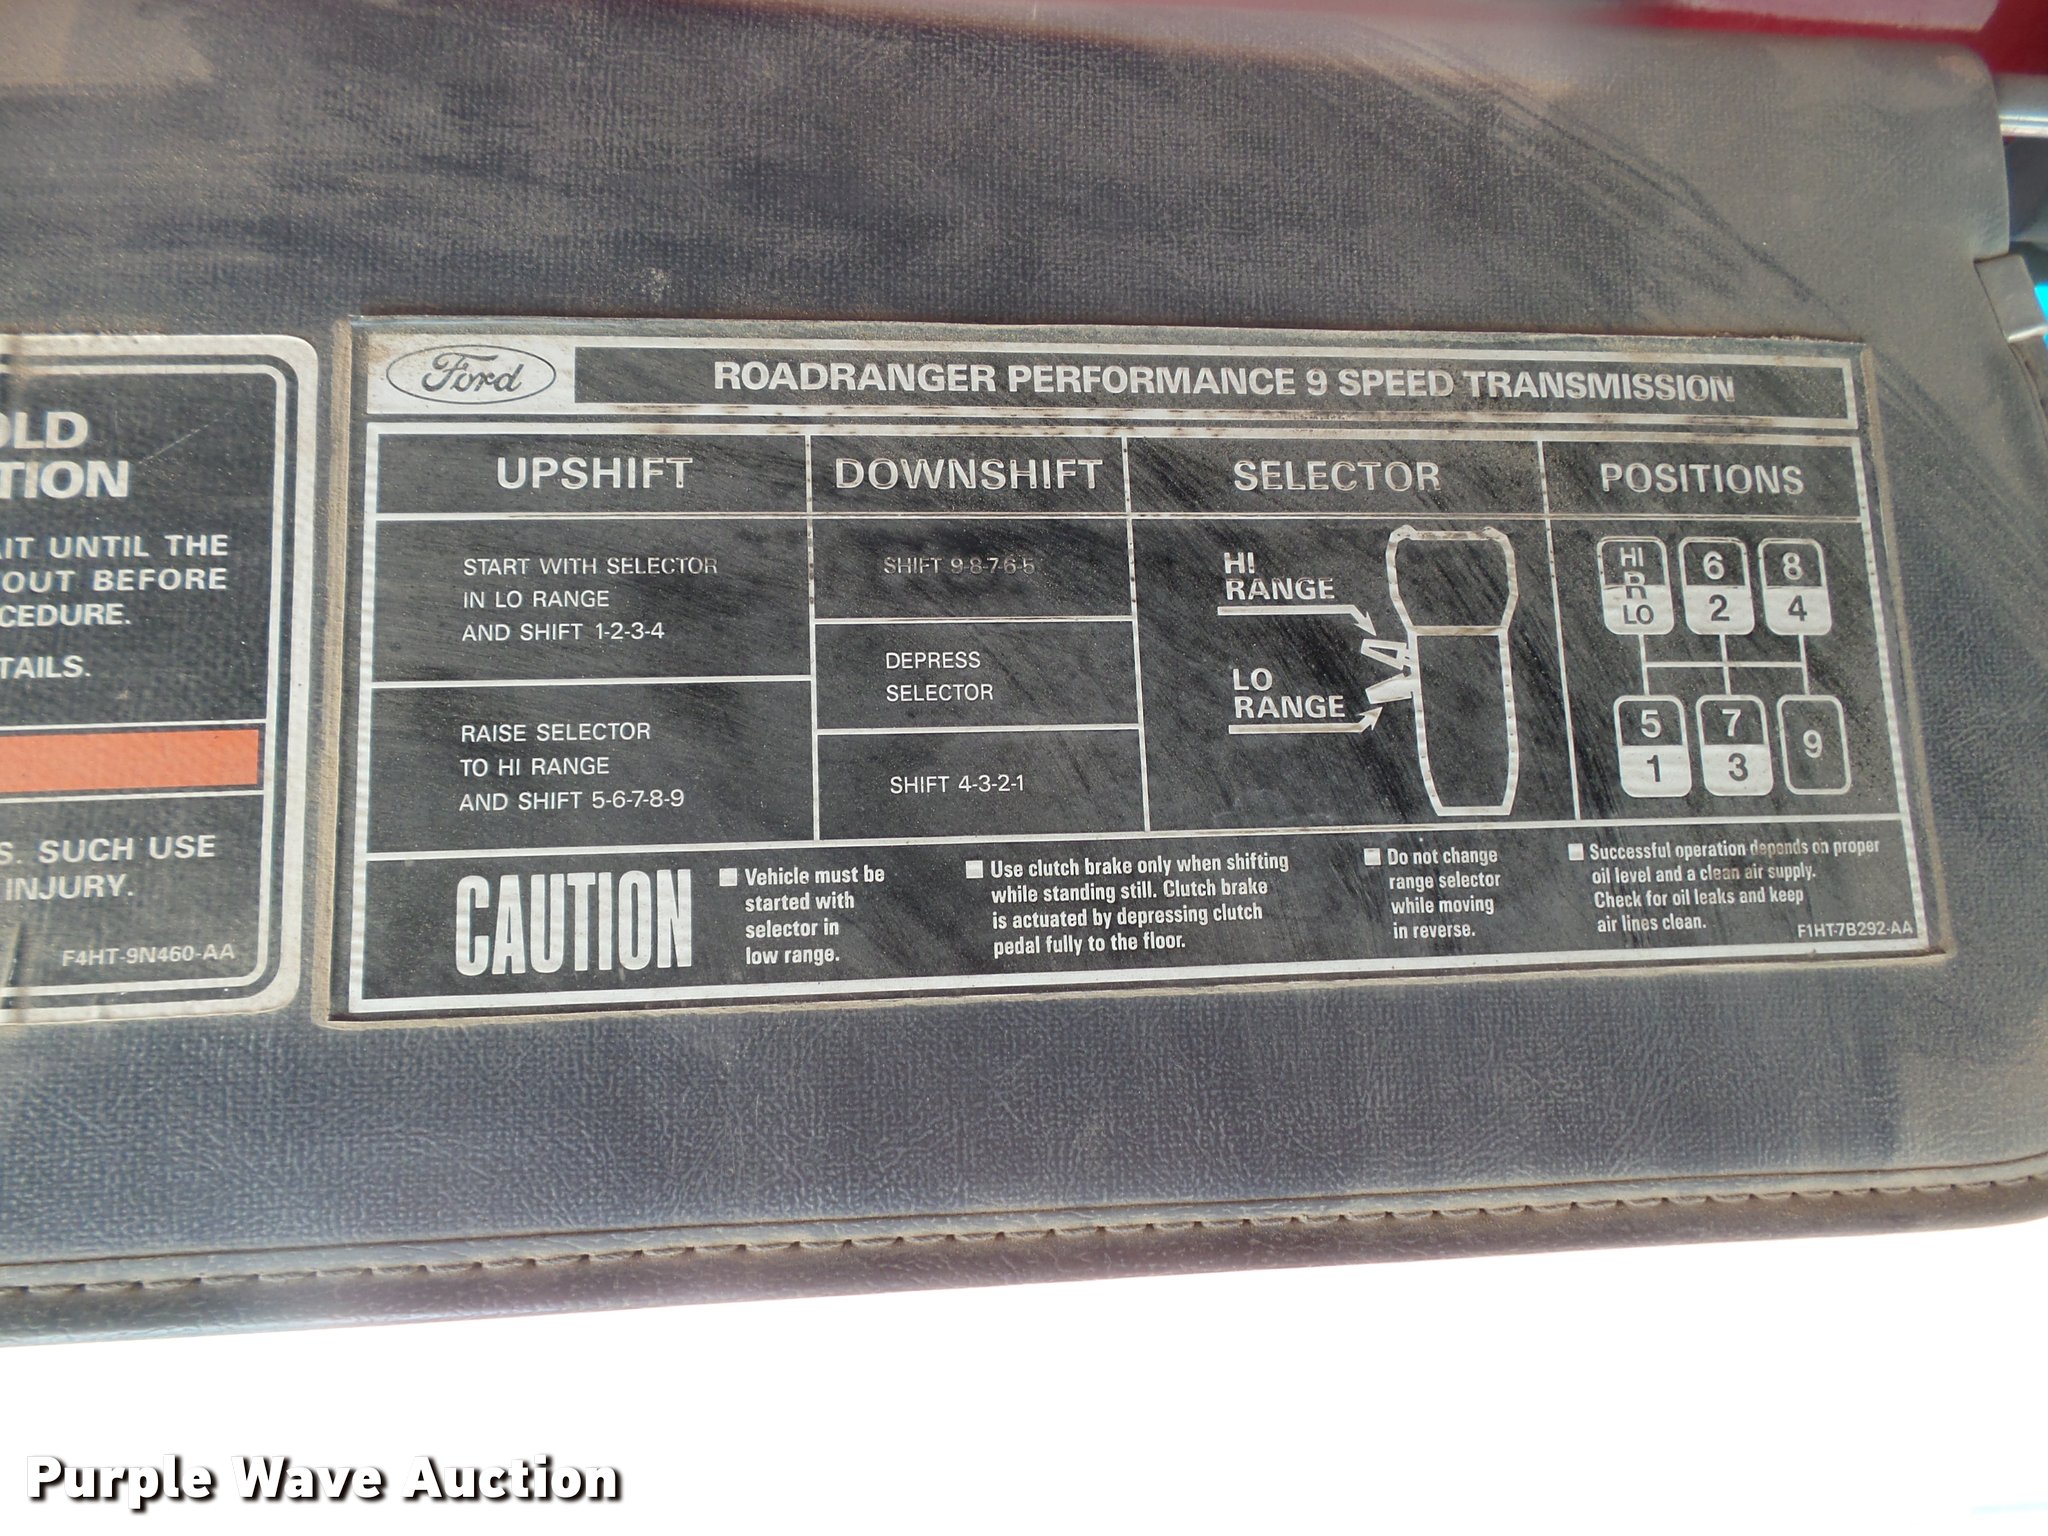 OLD
TION
AIT UNTIL THE
OUT BEFORE
CEDURE.
TAILS.
S. SUCH USE
INJURY.
F4HT-9N460-AA
Ford
ROADRANGER PERFORMANCE 9 SPEED TRANSMISSION
UPSHIFT
START WITH SELECTOR
IN LO RANGE
AND SHIFT 1-2-3-4
RAISE SELECTOR
TO HI RANGE
AND SHIFT 5-6-7-8-9
DOWNSHIFT
SHIFT 9-8-7-6-5
DEPRESS
SELECTOR
SHIFT 4-3-2-1
SELECTOR
HI
RANGE
LO
RANGE
POSITIONS
HI 6 8
R
LO 2 4
5 7 9
1 3
CAUTION
■ Vehicle must be
started with
selector in
low range.
■ Use clutch brake only when shifting
while standing still. Clutch brake
is actuated by depressing clutch
pedal fully to the floor.
■ Do not change
range selector
while moving
in reverse.
■ Successful operation depends on proper
oil level and a clean air supply.
Check for oil leaks and keep
air lines clean.
F1HT-7B292-AA
Purple Wave Auction